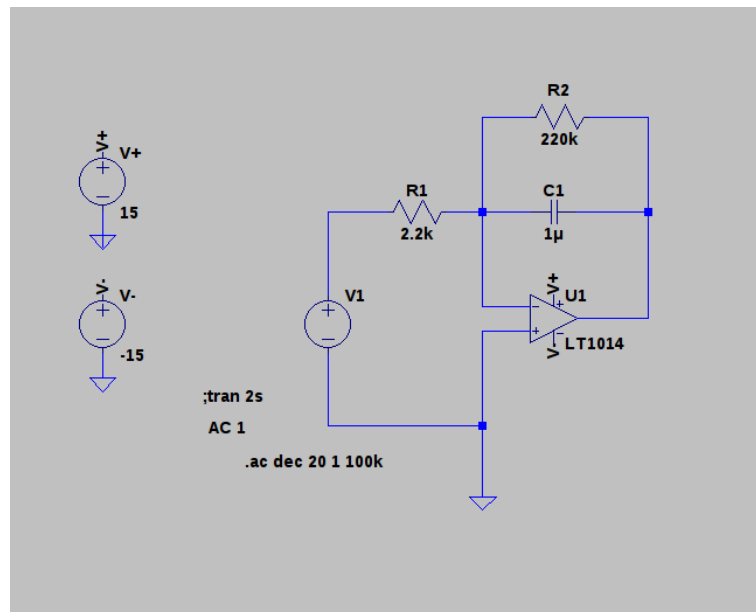 V+
V+
15
V-
V-
-15
R2
220k
R1
2.2k
C1
1µ
V1
V+
U1
V-
LT1014
;tran 2s
AC 1
.ac dec 20 1 100k